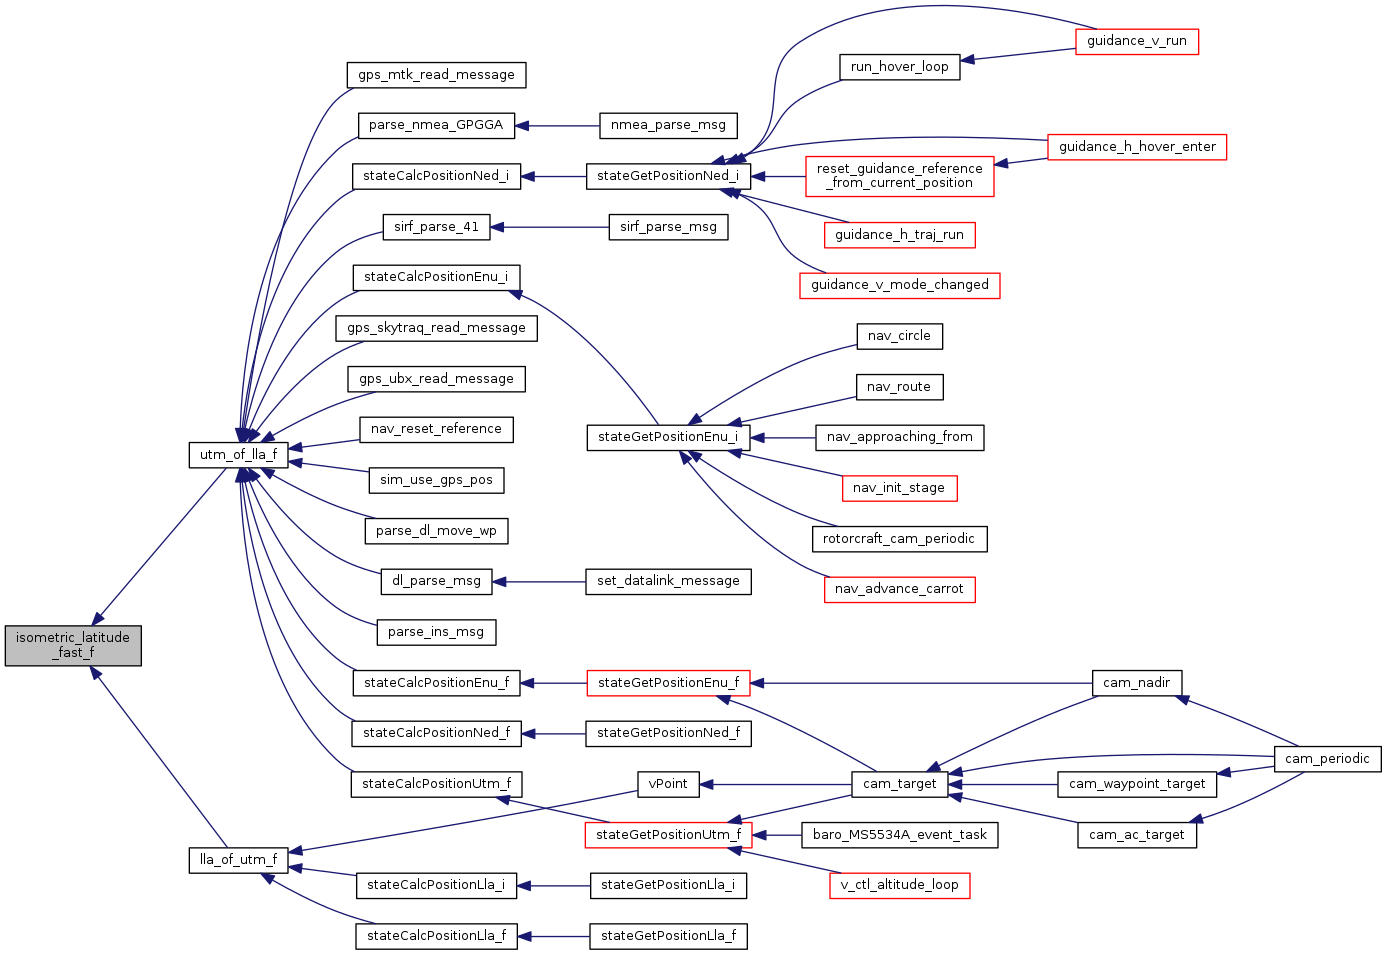 isometric_latitude
_fast_f
utm_of_lla_f
lla_of_utm_f
gps_mtk_read_message
parse_nmea_GPGGA
stateCalcPositionNed_i
sirf_parse_41
stateCalcPositionEnu_i
gps_skytraq_read_message
gps_ubx_read_message
nav_reset_reference
sim_use_gps_pos
parse_dl_move_wp
dl_parse_msg
parse_ins_msg
stateCalcPositionEnu_f
stateCalcPositionNed_f
stateCalcPositionUtm_f
stateCalcPositionLla_i
stateCalcPositionLla_f
nmea_parse_msg
stateGetPositionNed_i
sirf_parse_msg
stateGetPositionEnu_i
set_datalink_message
stateGetPositionEnu_f
stateGetPositionNed_f
vPoint
stateGetPositionUtm_f
stateGetPositionLla_i
stateGetPositionLla_f
run_hover_loop
reset_guidance_reference
_from_current_position
guidance_h_traj_run
guidance_v_mode_changed
nav_circle
nav_route
nav_approaching_from
nav_init_stage
rotorcraft_cam_periodic
nav_advance_carrot
cam_target
baro_MS5534A_event_task
v_ctl_altitude_loop
guidance_v_run
guidance_h_hover_enter
cam_nadir
cam_waypoint_target
cam_ac_target
cam_periodic